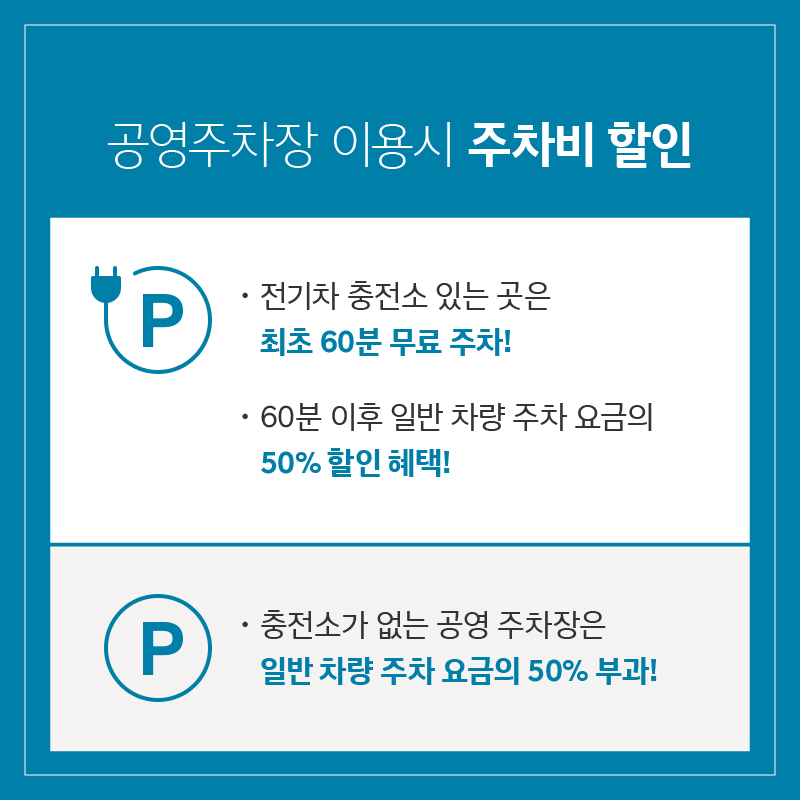 공영주차장 이용시 주차비 할인
P
· 전기차 충전소 있는 곳은
최초 60분 무료 주차!
· 60분 이후 일반 차량 주차 요금의
50% 할인 혜택!
P
· 충전소가 없는 공영 주차장은
일반 차량 주차 요금의 50% 부과!